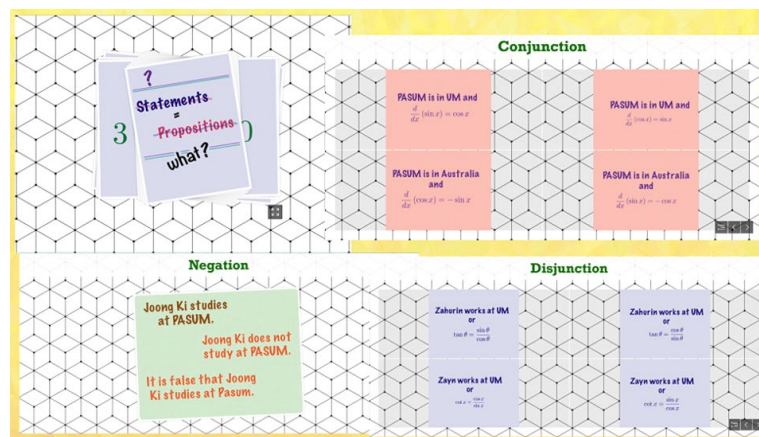 ?
Statements
=
Propositions
what?
3
0
Conjunction
PASUM is in UM and
d/dx (sin x) = cos x
PASUM is in Australia
and
d/dx (cos x) = − sin x
PASUM is in UM and
d/dx (cos x) = sin x
PASUM is in Australia
and
d/dx (sin x) = − cos x
Negation
Joong Ki studies
at PASUM.
Joong Ki does not
study at PASUM.
It is false that Joong
Ki studies at Pasum.
Disjunction
Zahurin works at UM
or
tan θ = sin θ / cos θ
Zayn works at UM
or
cot x = cos x / sin x
Zahurin works at UM
or
tan θ = cos θ / sin θ
Zayn works at UM
or
cot x = sin x / cos x